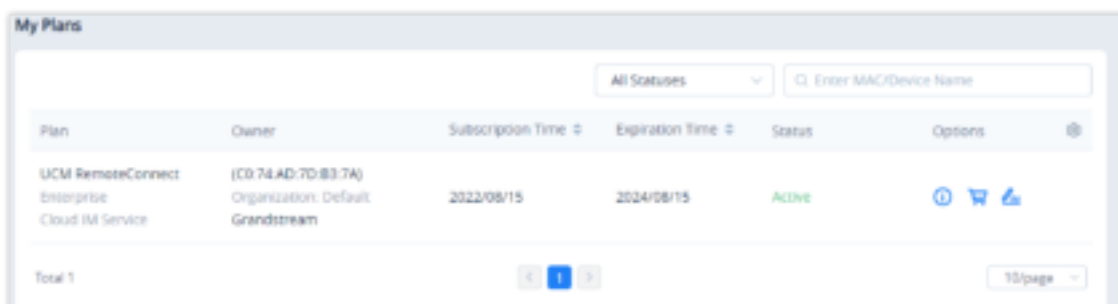 My Plans
All Statuses
Enter MAC/Device Name
Plan Owner Subscription Time Expiration Time Status Options
UCM RemoteConnect (C0:74:AD:7D:B3:7A)
Enterprise Organization: Default 2022/08/15 2024/08/15 Active
Cloud IM Service Grandstream
Total 1 1 10/page